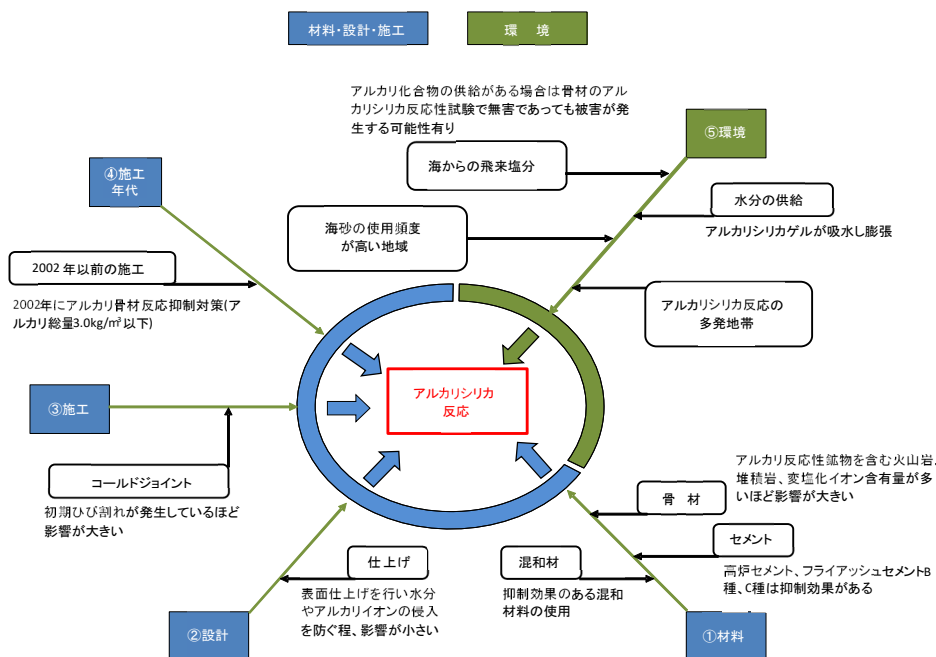 材料・設計・施工
環　境
アルカリ化合物の供給がある場合は骨材のアル
カリシリカ反応性試験で無害であっても被害が発
生する可能性有り
⑤環境
海からの飛来塩分
④施工
年代
水分の供給
アルカリシリカゲルが吸水し膨張
海砂の使用頻度
が高い地域
2002年以前の施工
2002年にアルカリ骨材反応抑制対策(ア
ルカリ総量3.0kg/㎥以下)
アルカリシリカ反応の
多発地帯
アルカリシリカ
反応
③施工
コールドジョイント
初期ひび割れが発生しているほど
影響が大きい
アルカリ反応性鉱物を含む火山岩、
堆積岩、変塩化イオン含有量が多
いほど影響が大きい
骨　材
セメント
高炉セメント、フライアッシュセメントB
種、C種は抑制効果がある
仕上げ
表面仕上げを行い水分
やアルカリイオンの侵入
を防ぐ程、影響が小さい
混和材
抑制効果のある混和
材料の使用
②設計
①材料